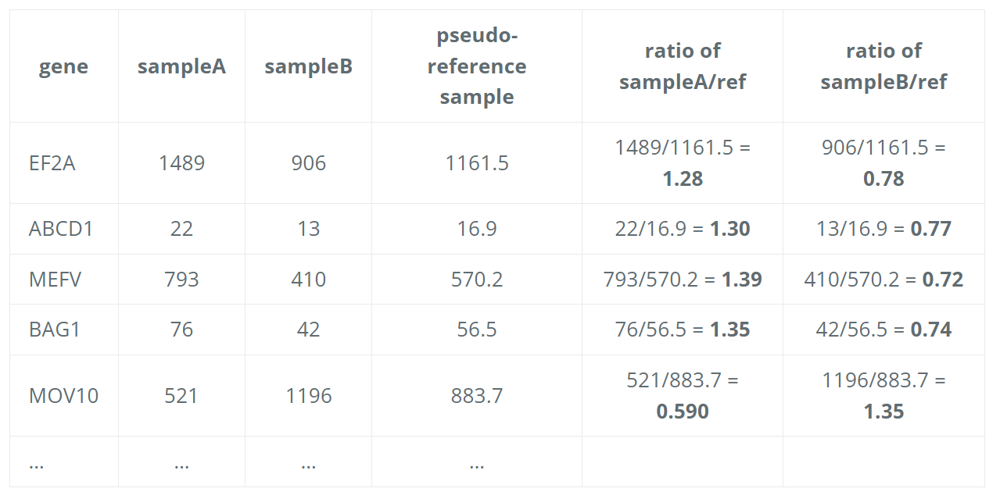 gene sampleA sampleB pseudo-reference sample ratio of sampleA/ref ratio of sampleB/ref
EF2A 1489 906 1161.5 1489/1161.5 = 1.28 906/1161.5 = 0.78
ABCD1 22 13 16.9 22/16.9 = 1.30 13/16.9 = 0.77
MEFV 793 410 570.2 793/570.2 = 1.39 410/570.2 = 0.72
BAG1 76 42 56.5 76/56.5 = 1.35 42/56.5 = 0.74
MOV10 521 1196 883.7 521/883.7 = 0.590 1196/883.7 = 1.35
... ... ... ...